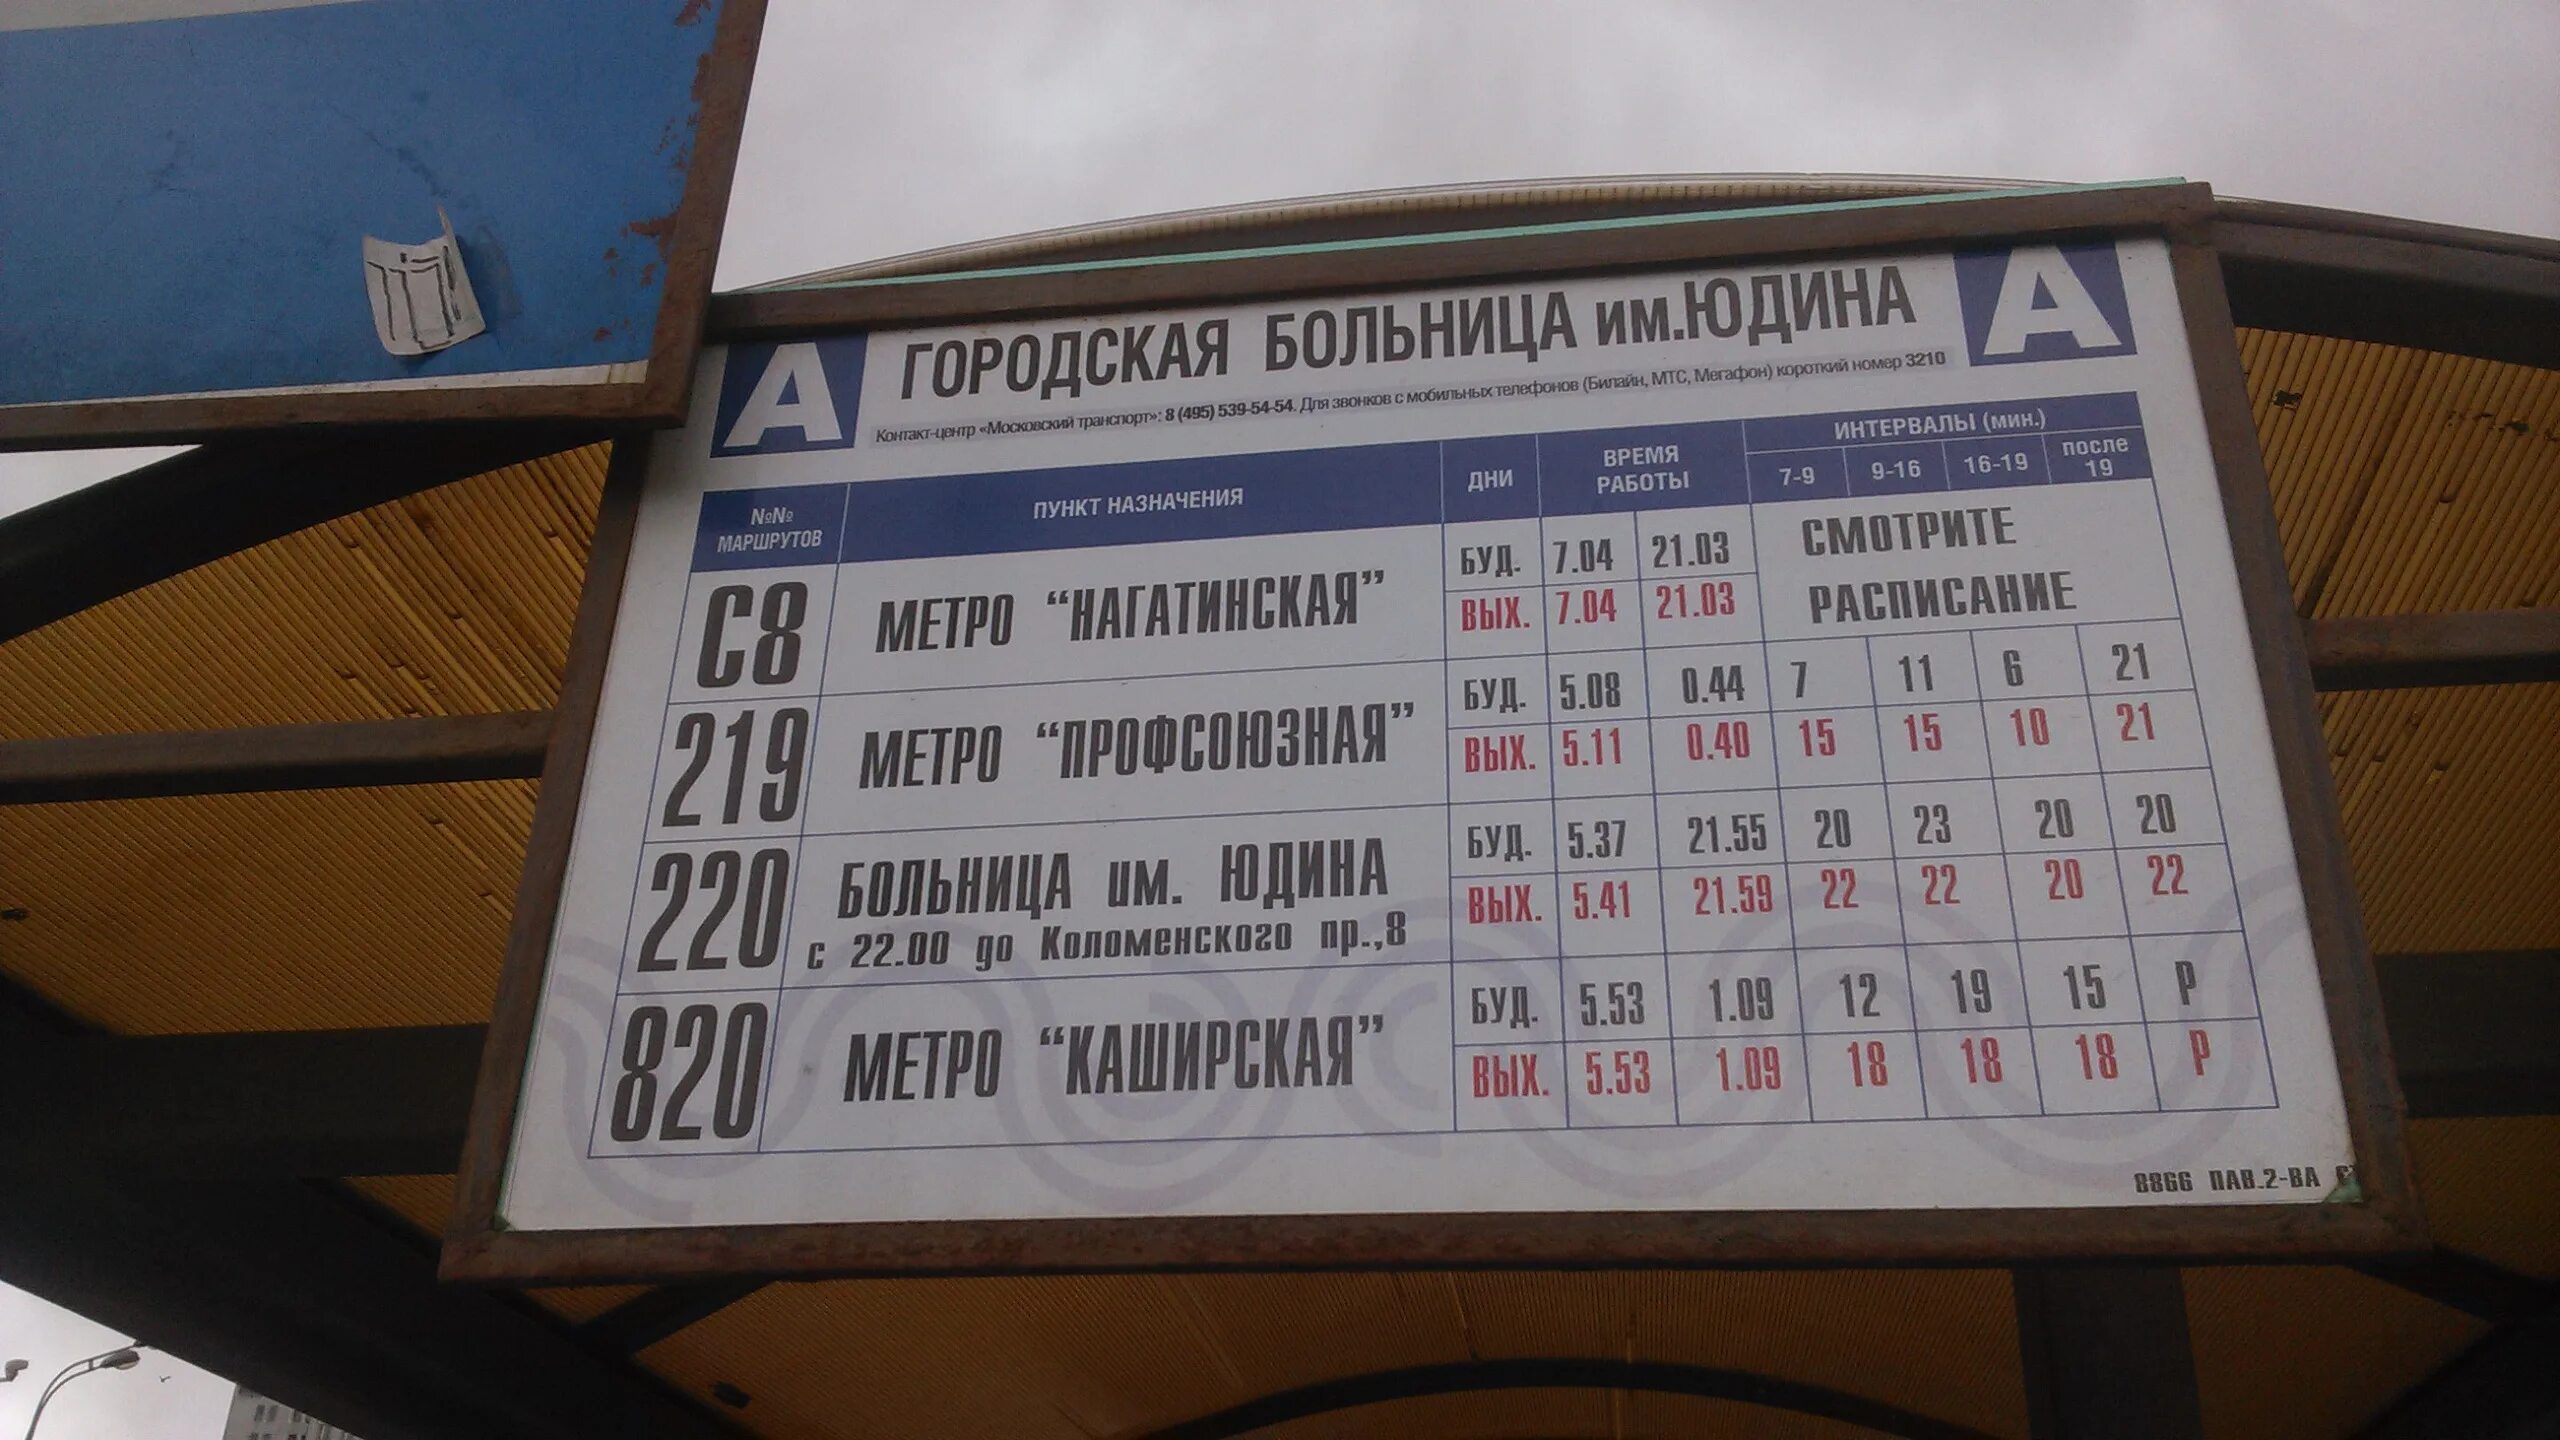 А ГОРОДСКАЯ БОЛЬНИЦА им.ЮДИНА А
Контакт-центр «Московский транспорт»: 8 (495) 539-54-54. Для звонков с мобильных телефонов (Билайн, МТС, Мегафон) короткий номер 3210
№№ МАРШРУТОВ ПУНКТ НАЗНАЧЕНИЯ ДНИ ВРЕМЯ РАБОТЫ ИНТЕРВАЛЫ (мин.)
7-9 9-16 16-19 после 19
С8 МЕТРО “НАГАТИНСКАЯ” БУД. 7.04 21.03 СМОТРИТЕ
ВЫХ. 7.04 21.03 РАСПИСАНИЕ
219 МЕТРО “ПРОФСОЮЗНАЯ” БУД. 5.08 0.44 7 11 6 21
ВЫХ. 5.11 0.40 15 15 10 21
220 БОЛЬНИЦА им. ЮДИНА БУД. 5.37 21.55 20 23 20 20
с 22.00 до Коломенского пр.,8 ВЫХ. 5.41 21.59 22 22 20 22
820 МЕТРО “КАШИРСКАЯ” БУД. 5.53 1.09 12 19 15 Р
ВЫХ. 5.53 1.09 18 18 18 Р
8866 ПАВ.2-ВА